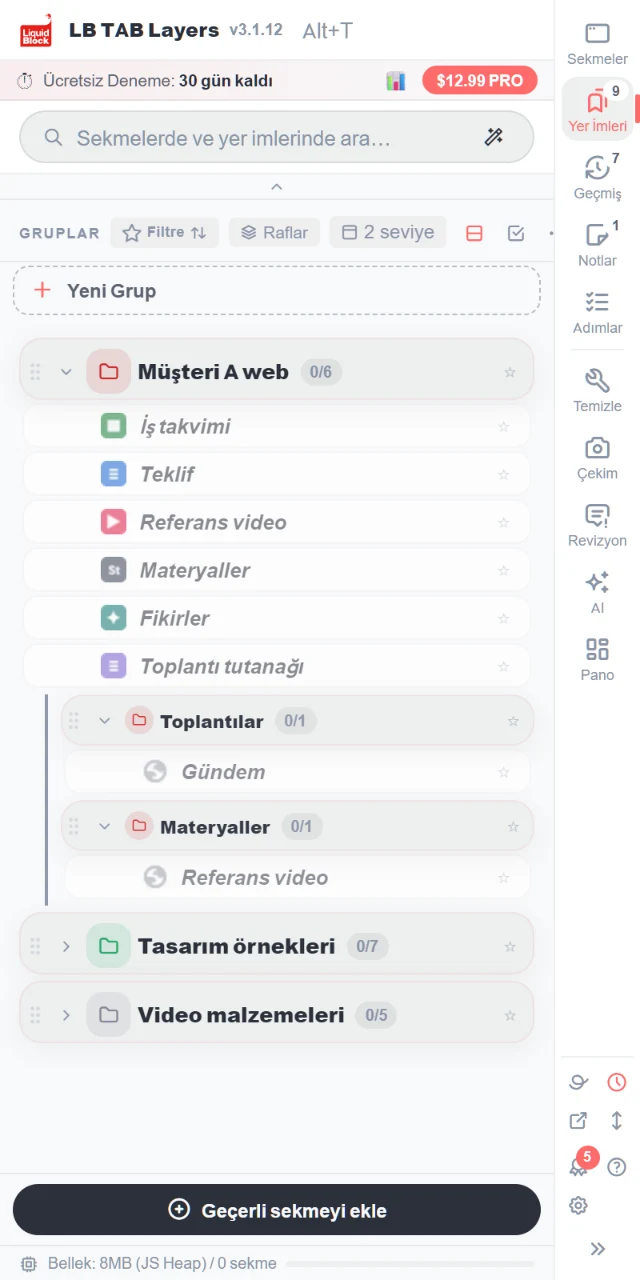 Liquid Block
LB TAB Layers v3.1.12 Alt+T
Ücretsiz Deneme: 30 gün kaldı
$12.99 PRO
Sekmelerde ve yer imlerinde ara…
GRUPLAR
Filtre
Raflar
2 seviye
Yeni Grup
Müşteri A web 0/6
İş takvimi
Teklif
Referans video
St Materyaller
Fikirler
Toplantı tutanağı
Toplantılar 0/1
Gündem
Materyaller 0/1
Referans video
Tasarım örnekleri 0/7
Video malzemeleri 0/5
Geçerli sekmeyi ekle
Bellek: 8MB (JS Heap) / 0 sekme
Sekmeler
9
Yer İmleri
7
Geçmiş
1
Notlar
Adımlar
Temizle
Çekim
Revizyon
AI
Pano
5